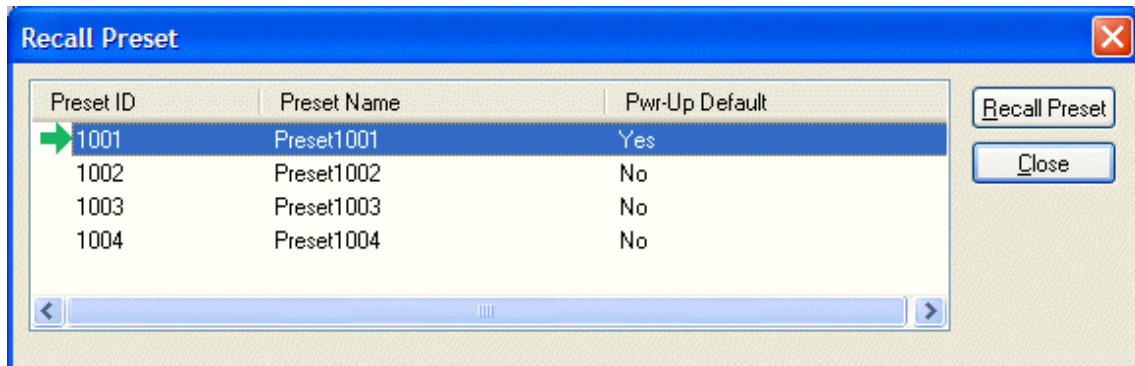 Recall Preset
Preset ID Preset Name Pwr-Up Default
1001 Preset1001 Yes
1002 Preset1002 No
1003 Preset1003 No
1004 Preset1004 No
Recall Preset
Close